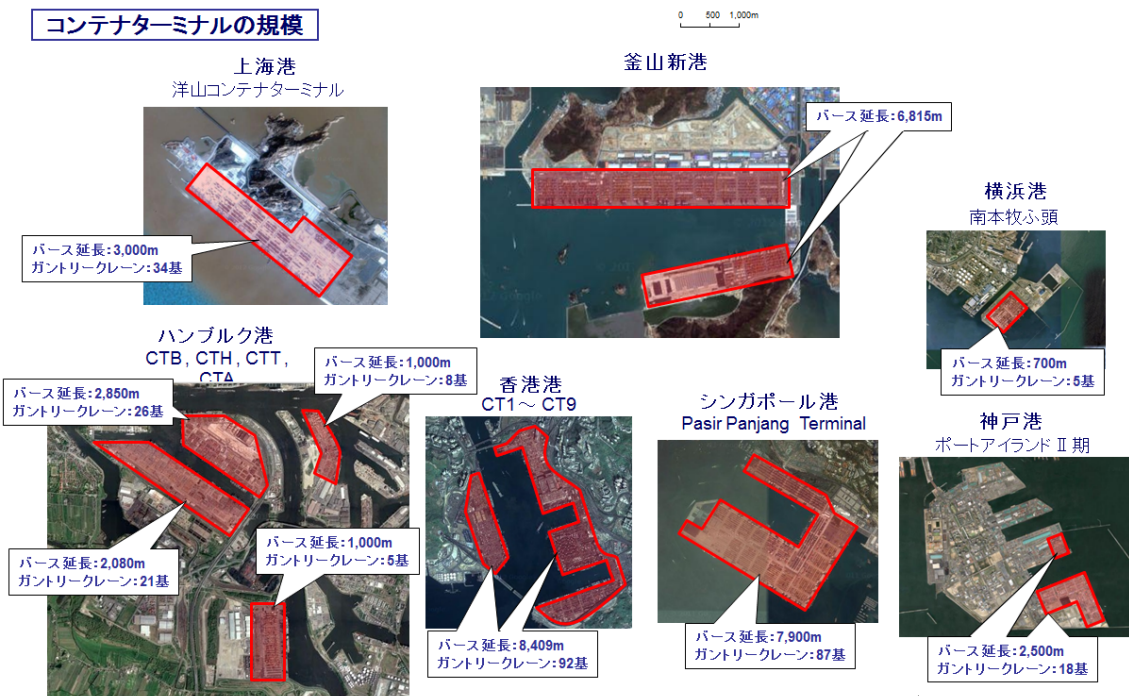 コンテナターミナルの規模
0 500 1,000m
上海港
洋山コンテナターミナル
バース延長:3,000m
ガントリークレーン:34基
釜山新港
バース延長:6,815m
横浜港
南本牧ふ頭
バース延長:700m
ガントリークレーン:5基
ハンブルク港
CTB , CTH , CTT ,
CTA
バース延長:1,000m
ガントリークレーン:8基
バース延長:2,850m
ガントリークレーン:26基
バース延長:2,080m
ガントリークレーン:21基
バース延長:1,000m
ガントリークレーン:5基
香港港
CT1～ CT9
バース延長:8,409m
ガントリークレーン:92基
シンガポール港
Pasir Panjang Terminal
バース延長:7,900m
ガントリークレーン:87基
神戸港
ポートアイランドⅡ期
バース延長:2,500m
ガントリークレーン:18基